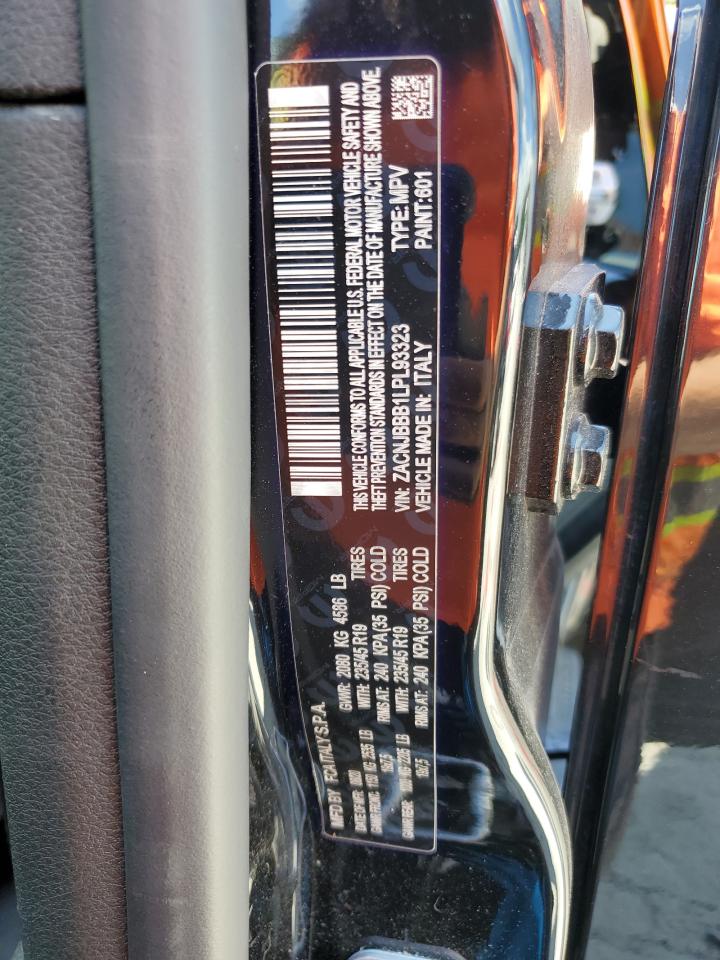 MFD BY FCA ITALY S.P.A.
GVWR: 2080 KG 4586 LB
WITH: 235/45 R19 TIRES
RIMS AT: 240 KPA(35 PSI) COLD
WITH: 235/45 R19 TIRES
RIMS AT: 240 KPA(35 PSI) COLD
THIS VEHICLE CONFORMS TO ALL APPLICABLE U.S. FEDERAL MOTOR VEHICLE SAFETY AND
THEFT PREVENTION STANDARDS IN EFFECT ON THE DATE OF MANUFACTURE SHOWN ABOVE.
VIN: ZACNJBBB1LPL93323 TYPE: MPV
VEHICLE MADE IN: ITALY PAINT:601